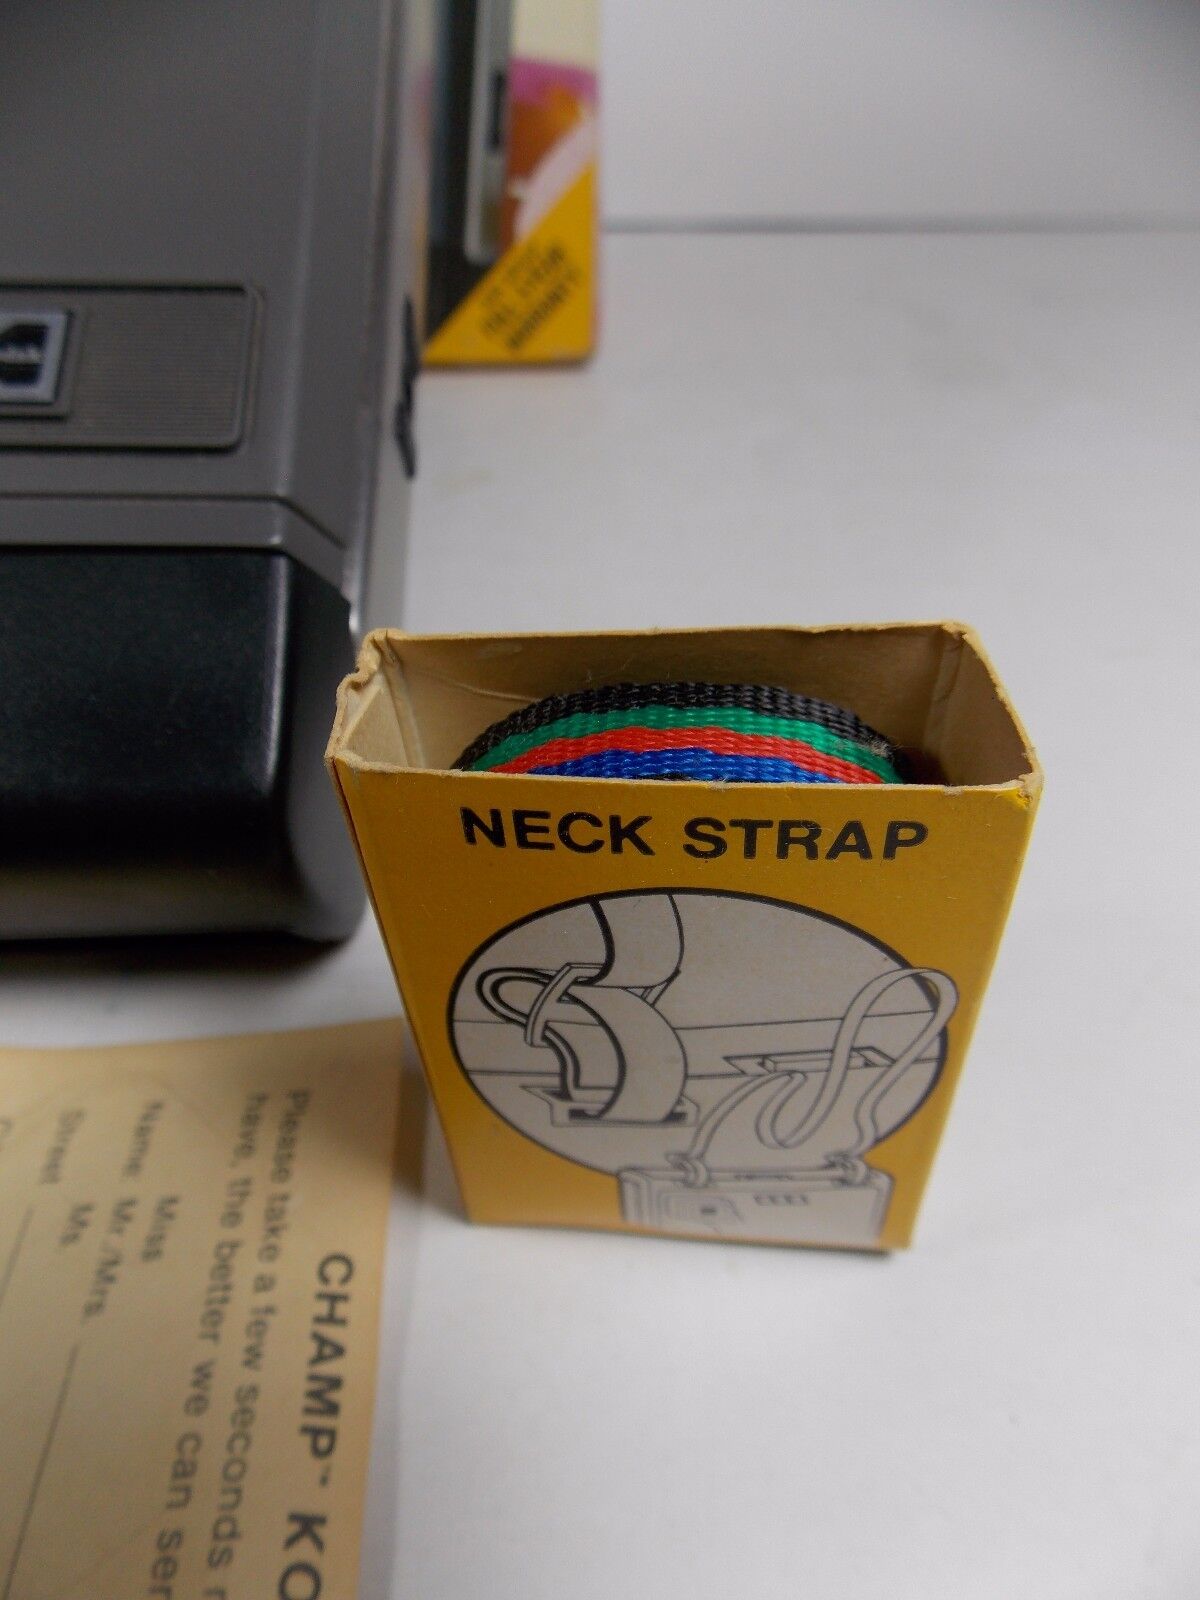 NECK STRAP
CHAMP™ KO
Please take a few seconds
have, the better we can ser
Miss
Name: Mr./Mrs.
Ms.
Street